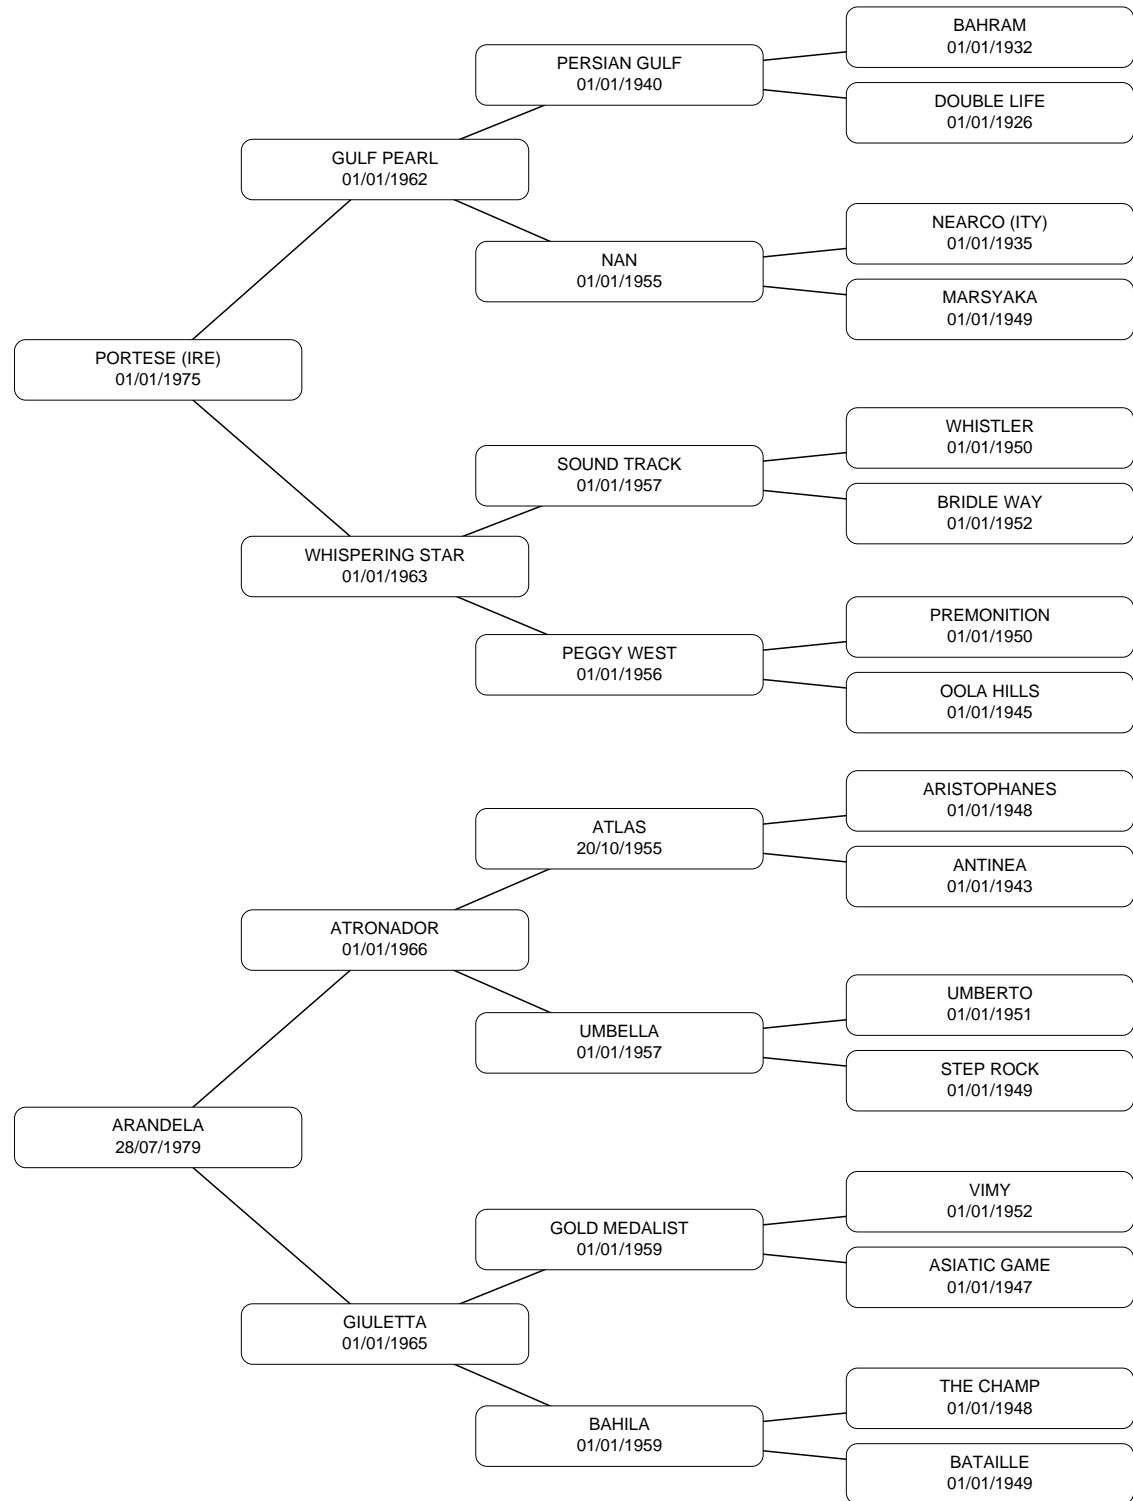 BAHRAM
01/01/1932
PERSIAN GULF
01/01/1940
DOUBLE LIFE
01/01/1926
GULF PEARL
01/01/1962
NEARCO (ITY)
01/01/1935
NAN
01/01/1955
MARSYAKA
01/01/1949
PORTESE (IRE)
01/01/1975
WHISTLER
01/01/1950
SOUND TRACK
01/01/1957
BRIDLE WAY
01/01/1952
WHISPERING STAR
01/01/1963
PREMONITION
01/01/1950
PEGGY WEST
01/01/1956
OOLA HILLS
01/01/1945
ARISTOPHANES
01/01/1948
ATLAS
20/10/1955
ANTINEA
01/01/1943
ATRONADOR
01/01/1966
UMBERTO
01/01/1951
UMBELLA
01/01/1957
STEP ROCK
01/01/1949
ARANDELA
28/07/1979
VIMY
01/01/1952
GOLD MEDALIST
01/01/1959
ASIATIC GAME
01/01/1947
GIULETTA
01/01/1965
THE CHAMP
01/01/1948
BAHILA
01/01/1959
BATAILLE
01/01/1949